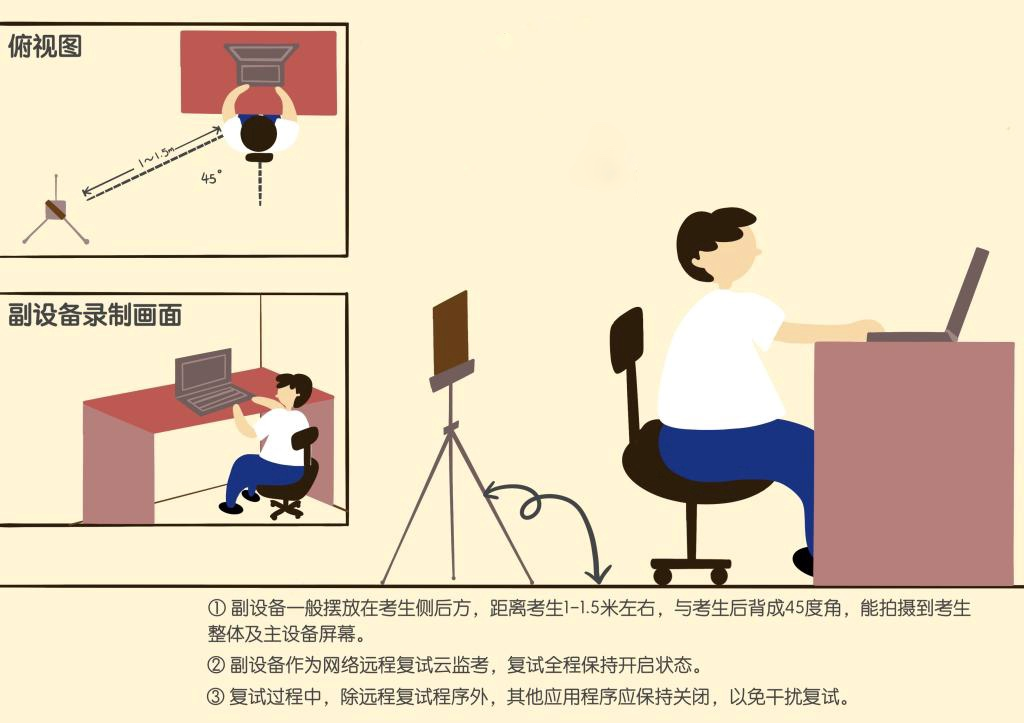 俯视图
1~1.5m
45°
副设备录制画面
① 副设备一般摆放在考生侧后方，距离考生1-1.5米左右，与考生后背成45度角，能拍摄到考生
整体及主设备屏幕。
② 副设备作为网络远程复试云监考，复试全程保持开启状态。
③ 复试过程中，除远程复试程序外，其他应用程序应保持关闭，以免干扰复试。